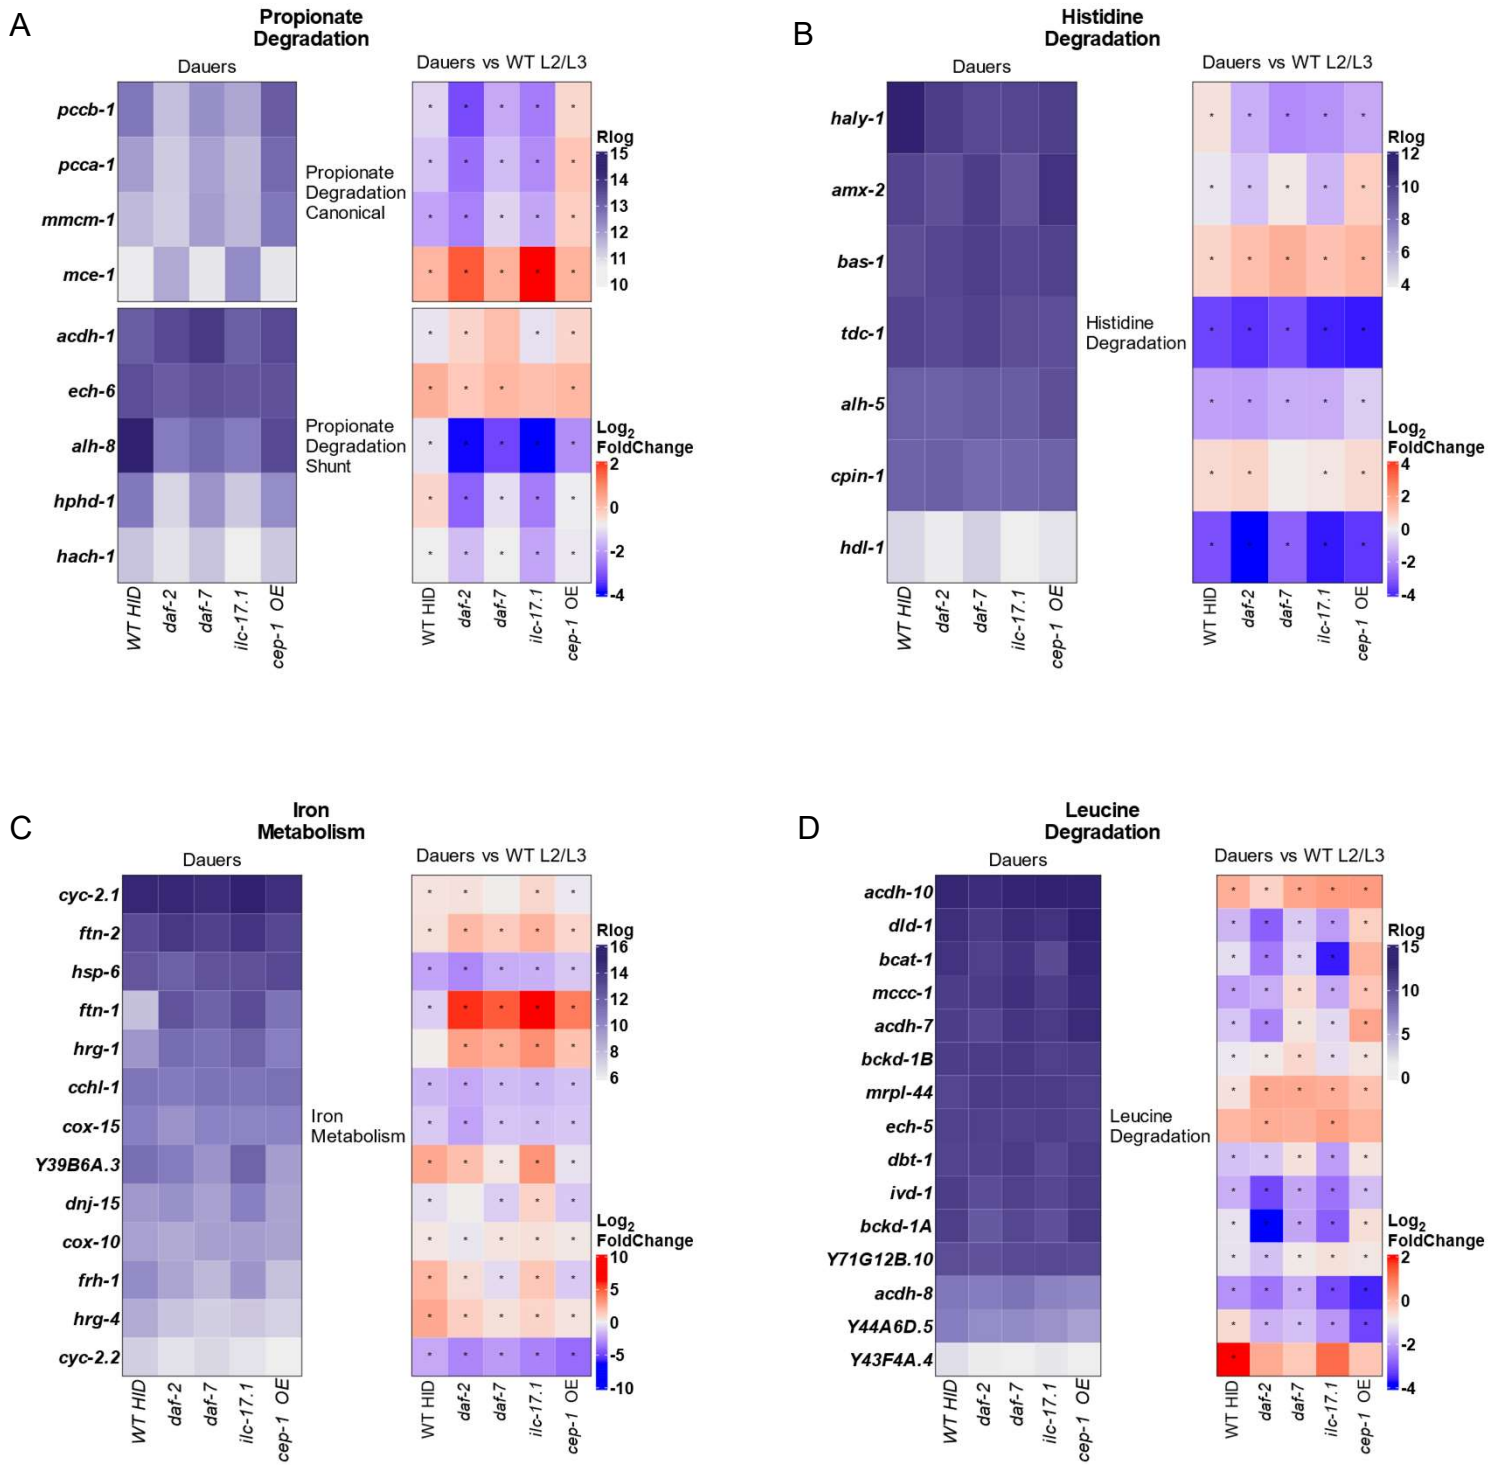 A
Propionate
Degradation
Dauers
Dauers vs WT L2/L3
pccb-1
pcca-1
mmcm-1
mce-1
Propionate
Degradation
Canonical
acdh-1
ech-6
alh-8
hphd-1
hach-1
Propionate
Degradation
Shunt
WT HID
daf-2
daf-7
ilc-17.1
cep-1 OE
WT HID
daf-2
daf-7
ilc-17.1
cep-1 OE
Rlog
15
14
13
12
11
10
Log2
FoldChange
2
0
-2
-4
B
Histidine
Degradation
Dauers
Dauers vs WT L2/L3
haly-1
amx-2
bas-1
tdc-1
alh-5
cpin-1
hdl-1
Histidine
Degradation
WT HID
daf-2
daf-7
ilc-17.1
cep-1 OE
WT HID
daf-2
daf-7
ilc-17.1
cep-1 OE
Rlog
12
10
8
6
4
Log2
FoldChange
4
2
0
-2
-4
C
Iron
Metabolism
Dauers
Dauers vs WT L2/L3
cyc-2.1
ftn-2
hsp-6
ftn-1
hrg-1
cchl-1
cox-15
Y39B6A.3
dnj-15
cox-10
frh-1
hrg-4
cyc-2.2
Iron
Metabolism
WT HID
daf-2
daf-7
ilc-17.1
cep-1 OE
WT HID
daf-2
daf-7
ilc-17.1
cep-1 OE
Rlog
16
14
12
10
8
6
Log2
FoldChange
10
5
0
-5
-10
D
Leucine
Degradation
Dauers
Dauers vs WT L2/L3
acdh-10
dld-1
bcat-1
mccc-1
acdh-7
bckd-1B
mrpl-44
ech-5
dbt-1
ivd-1
bckd-1A
Y71G12B.10
acdh-8
Y44A6D.5
Y43F4A.4
Leucine
Degradation
WT HID
daf-2
daf-7
ilc-17.1
cep-1 OE
WT HID
daf-2
daf-7
ilc-17.1
cep-1 OE
Rlog
15
10
5
0
Log2
FoldChange
2
0
-2
-4